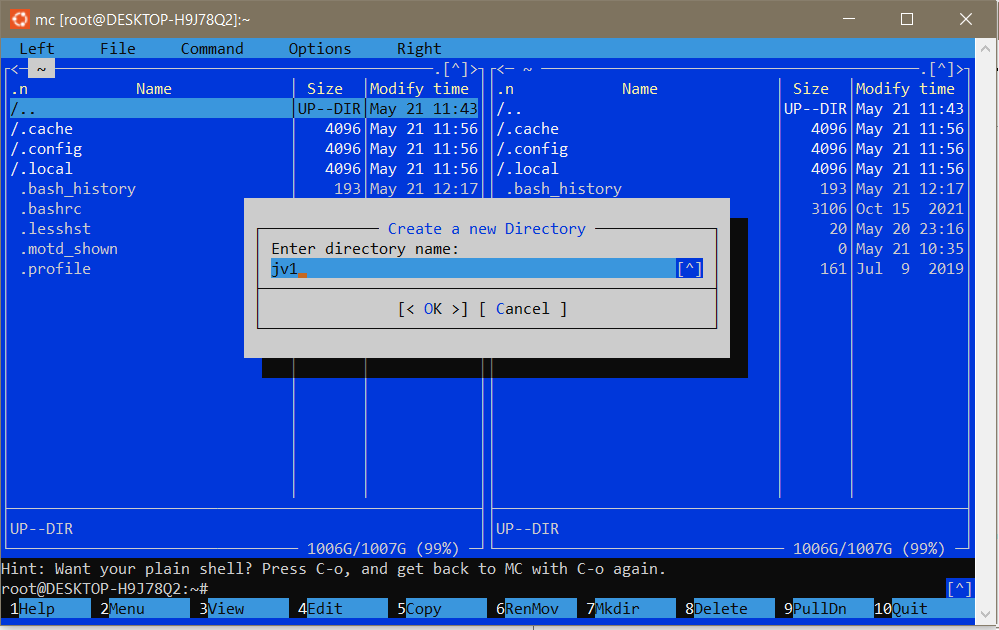 mc [root@DESKTOP-H9J78Q2]:~
Left File Command Options Right
<─ ~ .[^]> <─ ~ .[^]>
.n Name Size Modify time .n Name Size Modify time
/.. UP--DIR May 21 11:43 /.. UP--DIR May 21 11:43
/.cache 4096 May 21 11:56 /.cache 4096 May 21 11:56
/.config 4096 May 21 11:56 /.config 4096 May 21 11:56
/.local 4096 May 21 11:56 /.local 4096 May 21 11:56
.bash_history 193 May 21 12:17 .bash_history 193 May 21 12:17
.bashrc 3106 Oct 15 2021
.lesshst 20 May 20 23:16
.motd_shown 0 May 21 10:35
.profile 161 Jul 9 2019
Create a new Directory
Enter directory name:
jv1_ [^]
[< OK >] [ Cancel ]
UP--DIR UP--DIR
1006G/1007G (99%) 1006G/1007G (99%)
Hint: Want your plain shell? Press C-o, and get back to MC with C-o again.
root@DESKTOP-H9J78Q2:~# [^]
1Help 2Menu 3View 4Edit 5Copy 6RenMov 7Mkdir 8Delete 9PullDn 10Quit